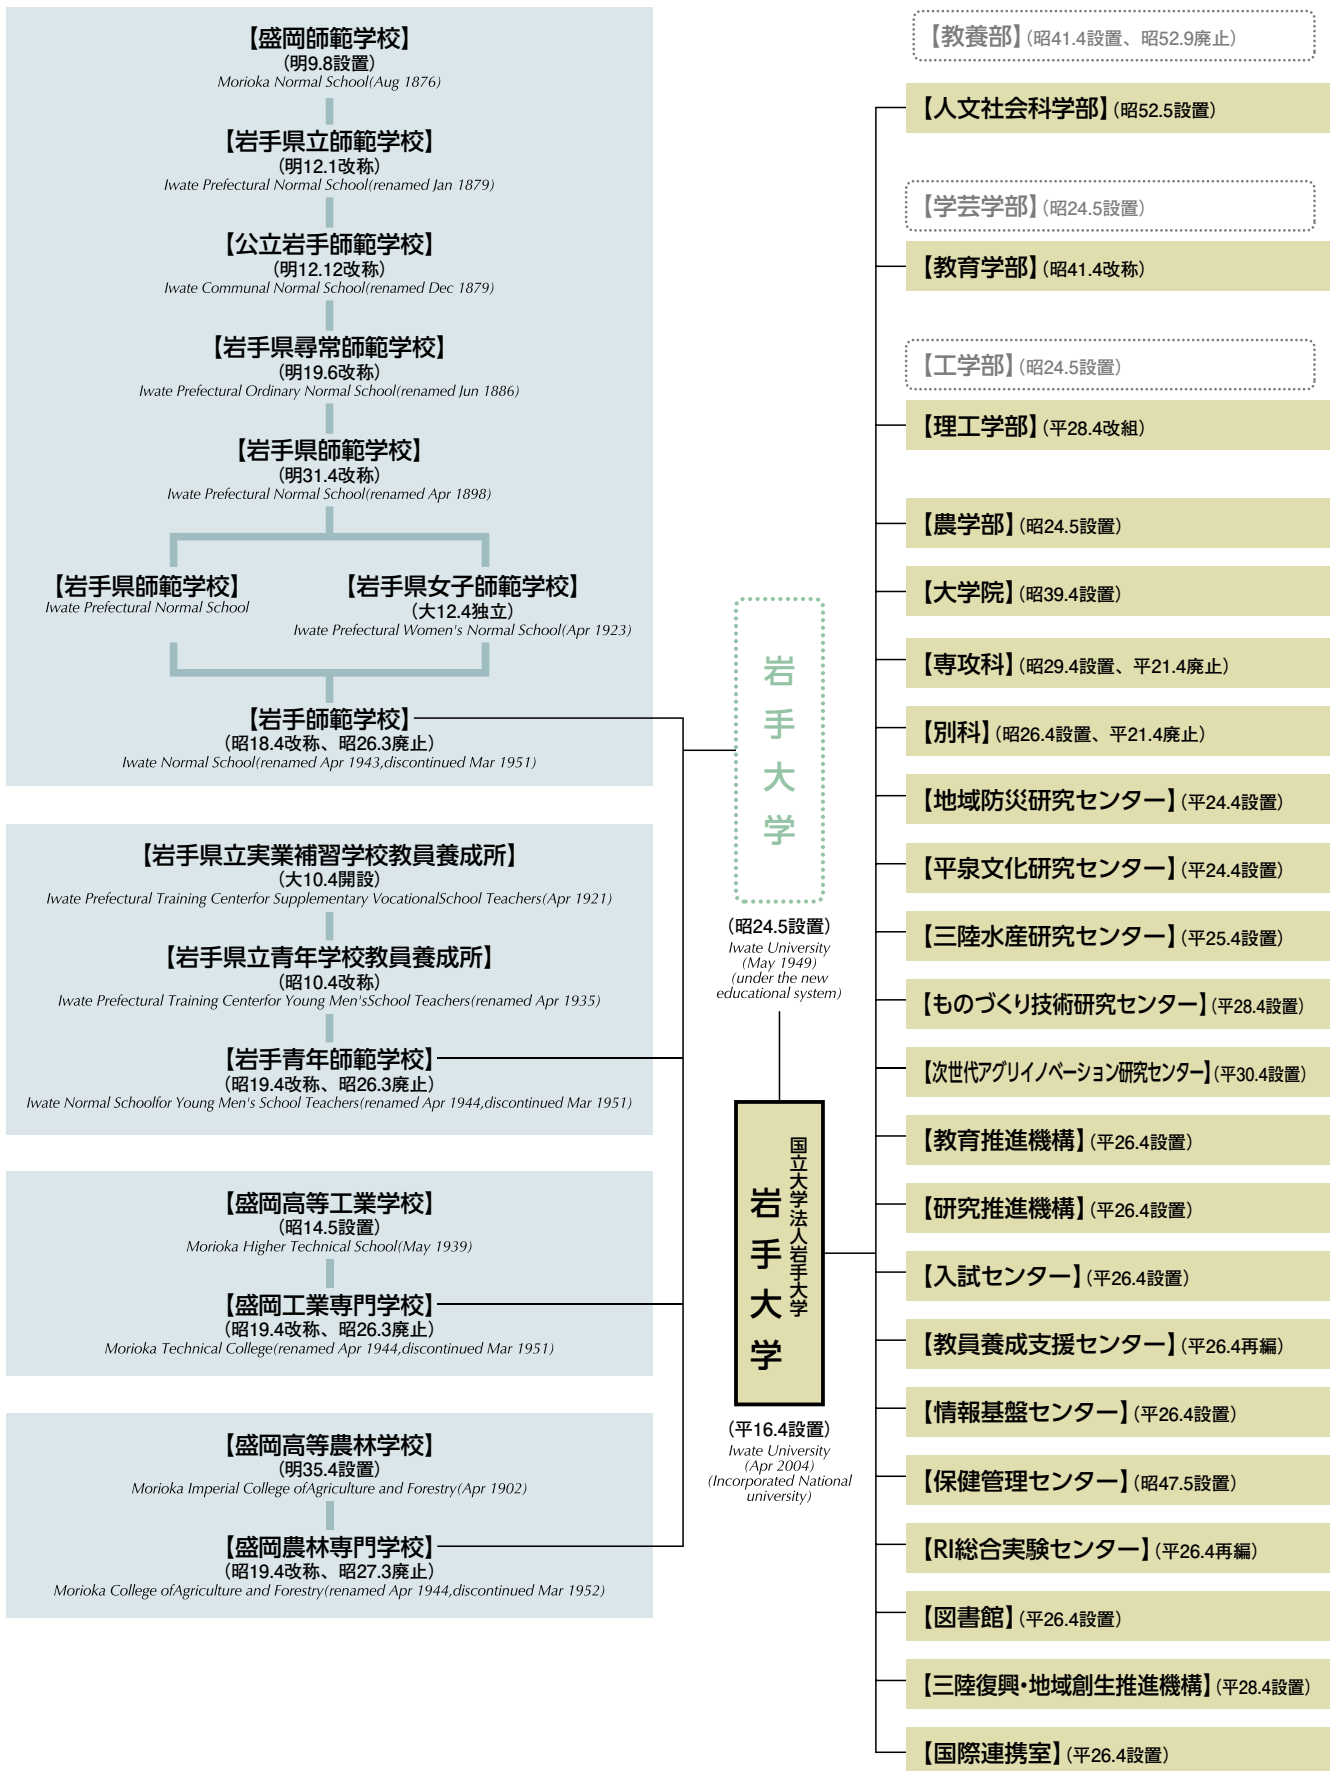 【盛岡師範学校】
(明9.8設置)
Morioka Normal School(Aug 1876)
【岩手県立師範学校】
(明12.1改称)
Iwate Prefectural Normal School(renamed Jan 1879)
【公立岩手師範学校】
(明12.12改称)
Iwate Communal Normal School(renamed Dec 1879)
【岩手県尋常師範学校】
(明19.6改称)
Iwate Prefectural Ordinary Normal School(renamed Jun 1886)
【岩手県師範学校】
(明31.4改称)
Iwate Prefectural Normal School(renamed Apr 1898)
【岩手県師範学校】
Iwate Prefectural Normal School
【岩手県女子師範学校】
(大12.4独立)
Iwate Prefectural Women's Normal School(Apr 1923)
【岩手師範学校】
(昭18.4改称、昭26.3廃止)
Iwate Normal School(renamed Apr 1943,discontinued Mar 1951)
【岩手県立実業補習学校教員養成所】
(大10.4開設)
Iwate Prefectural Training Centerfor Supplementary VocationalSchool Teachers(Apr 1921)
【岩手県立青年学校教員養成所】
(昭10.4改称)
Iwate Prefectural Training Centerfor Young Men'sSchool Teachers(renamed Apr 1935)
【岩手青年師範学校】
(昭19.4改称、昭26.3廃止)
Iwate Normal Schoolfor Young Men's School Teachers(renamed Apr 1944,discontinued Mar 1951)
【盛岡高等工業学校】
(昭14.5設置)
Morioka Higher Technical School(May 1939)
【盛岡工業専門学校】
(昭19.4改称、昭26.3廃止)
Morioka Technical College(renamed Apr 1944,discontinued Mar 1951)
【盛岡高等農林学校】
(明35.4設置)
Morioka Imperial College ofAgriculture and Forestry(Apr 1902)
【盛岡農林専門学校】
(昭19.4改称、昭27.3廃止)
Morioka College ofAgriculture and Forestry(renamed Apr 1944,discontinued Mar 1952)
岩手大学
(昭24.5設置)
Iwate University
(May 1949)
(under the new
educational system)
国立大学法人岩手大学
岩手大学
(平16.4設置)
Iwate University
(Apr 2004)
(Incorporated National
university)
【教養部】(昭41.4設置、昭52.9廃止)
【人文社会科学部】(昭52.5設置)
【学芸学部】(昭24.5設置)
【教育学部】(昭41.4改称)
【工学部】(昭24.5設置)
【理工学部】(平28.4改組)
【農学部】(昭24.5設置)
【大学院】(昭39.4設置)
【専攻科】(昭29.4設置、平21.4廃止)
【別科】(昭26.4設置、平21.4廃止)
【地域防災研究センター】(平24.4設置)
【平泉文化研究センター】(平24.4設置)
【三陸水産研究センター】(平25.4設置)
【ものづくり技術研究センター】(平28.4設置)
【次世代アグリイノベーション研究センター】(平30.4設置)
【教育推進機構】(平26.4設置)
【研究推進機構】(平26.4設置)
【入試センター】(平26.4設置)
【教員養成支援センター】(平26.4再編)
【情報基盤センター】(平26.4設置)
【保健管理センター】(昭47.5設置)
【RI総合実験センター】(平26.4再編)
【図書館】(平26.4設置)
【三陸復興・地域創生推進機構】(平28.4設置)
【国際連携室】(平26.4設置)